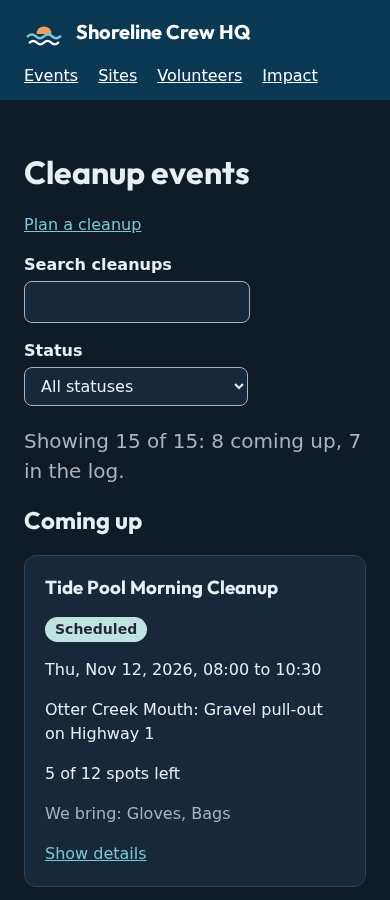 Shoreline Crew HQ
Events Sites Volunteers Impact
Cleanup events
Plan a cleanup
Search cleanups
Status
All statuses
Showing 15 of 15: 8 coming up, 7
in the log.
Coming up
Tide Pool Morning Cleanup
Scheduled
Thu, Nov 12, 2026, 08:00 to 10:30
Otter Creek Mouth: Gravel pull-out
on Highway 1
5 of 12 spots left
We bring: Gloves, Bags
Show details